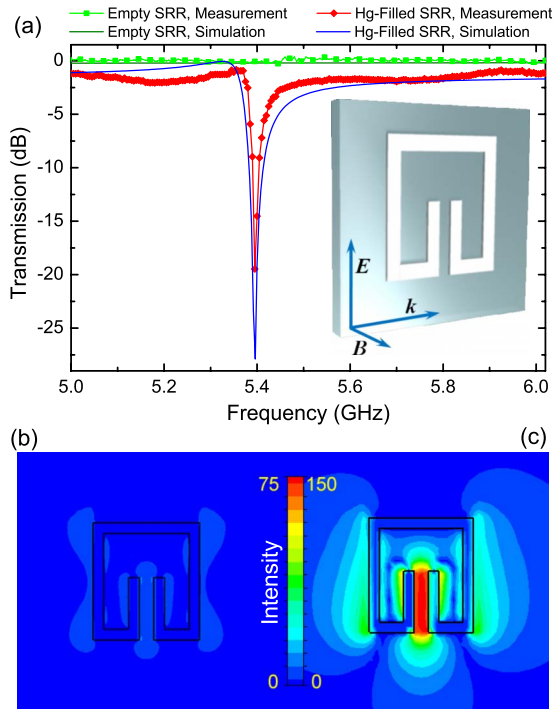 (a)
Empty SRR, Measurement
Hg-Filled SRR, Measurement
Empty SRR, Simulation
Hg-Filled SRR, Simulation
Transmission (dB)
0
-5
-10
-15
-20
-25
E
k
B
5.0 5.2 5.4 5.6 5.8 6.0
Frequency (GHz)
(b)
(c)
75 150
Intensity
0 0